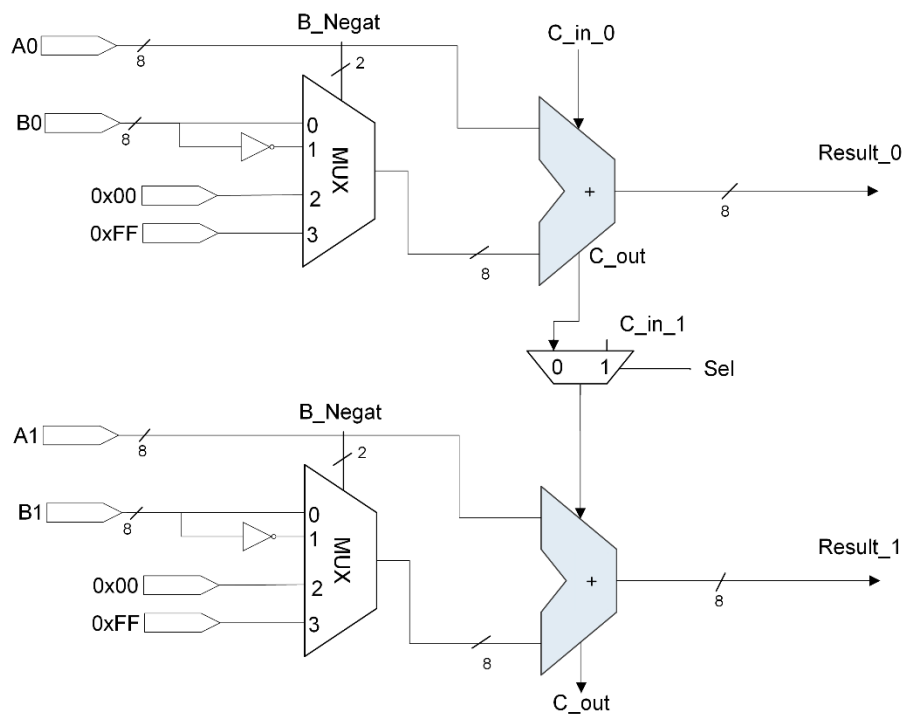 B_Negat
C_in_0
A0
8
2
B0
8
0
1
MUX
Result_0
0x00
2
+
8
0xFF
3
8
C_out
C_in_1
0 1
Sel
B_Negat
A1
8
2
B1
8
0
1
MUX
Result_1
0x00
2
+
8
0xFF
3
8
C_out